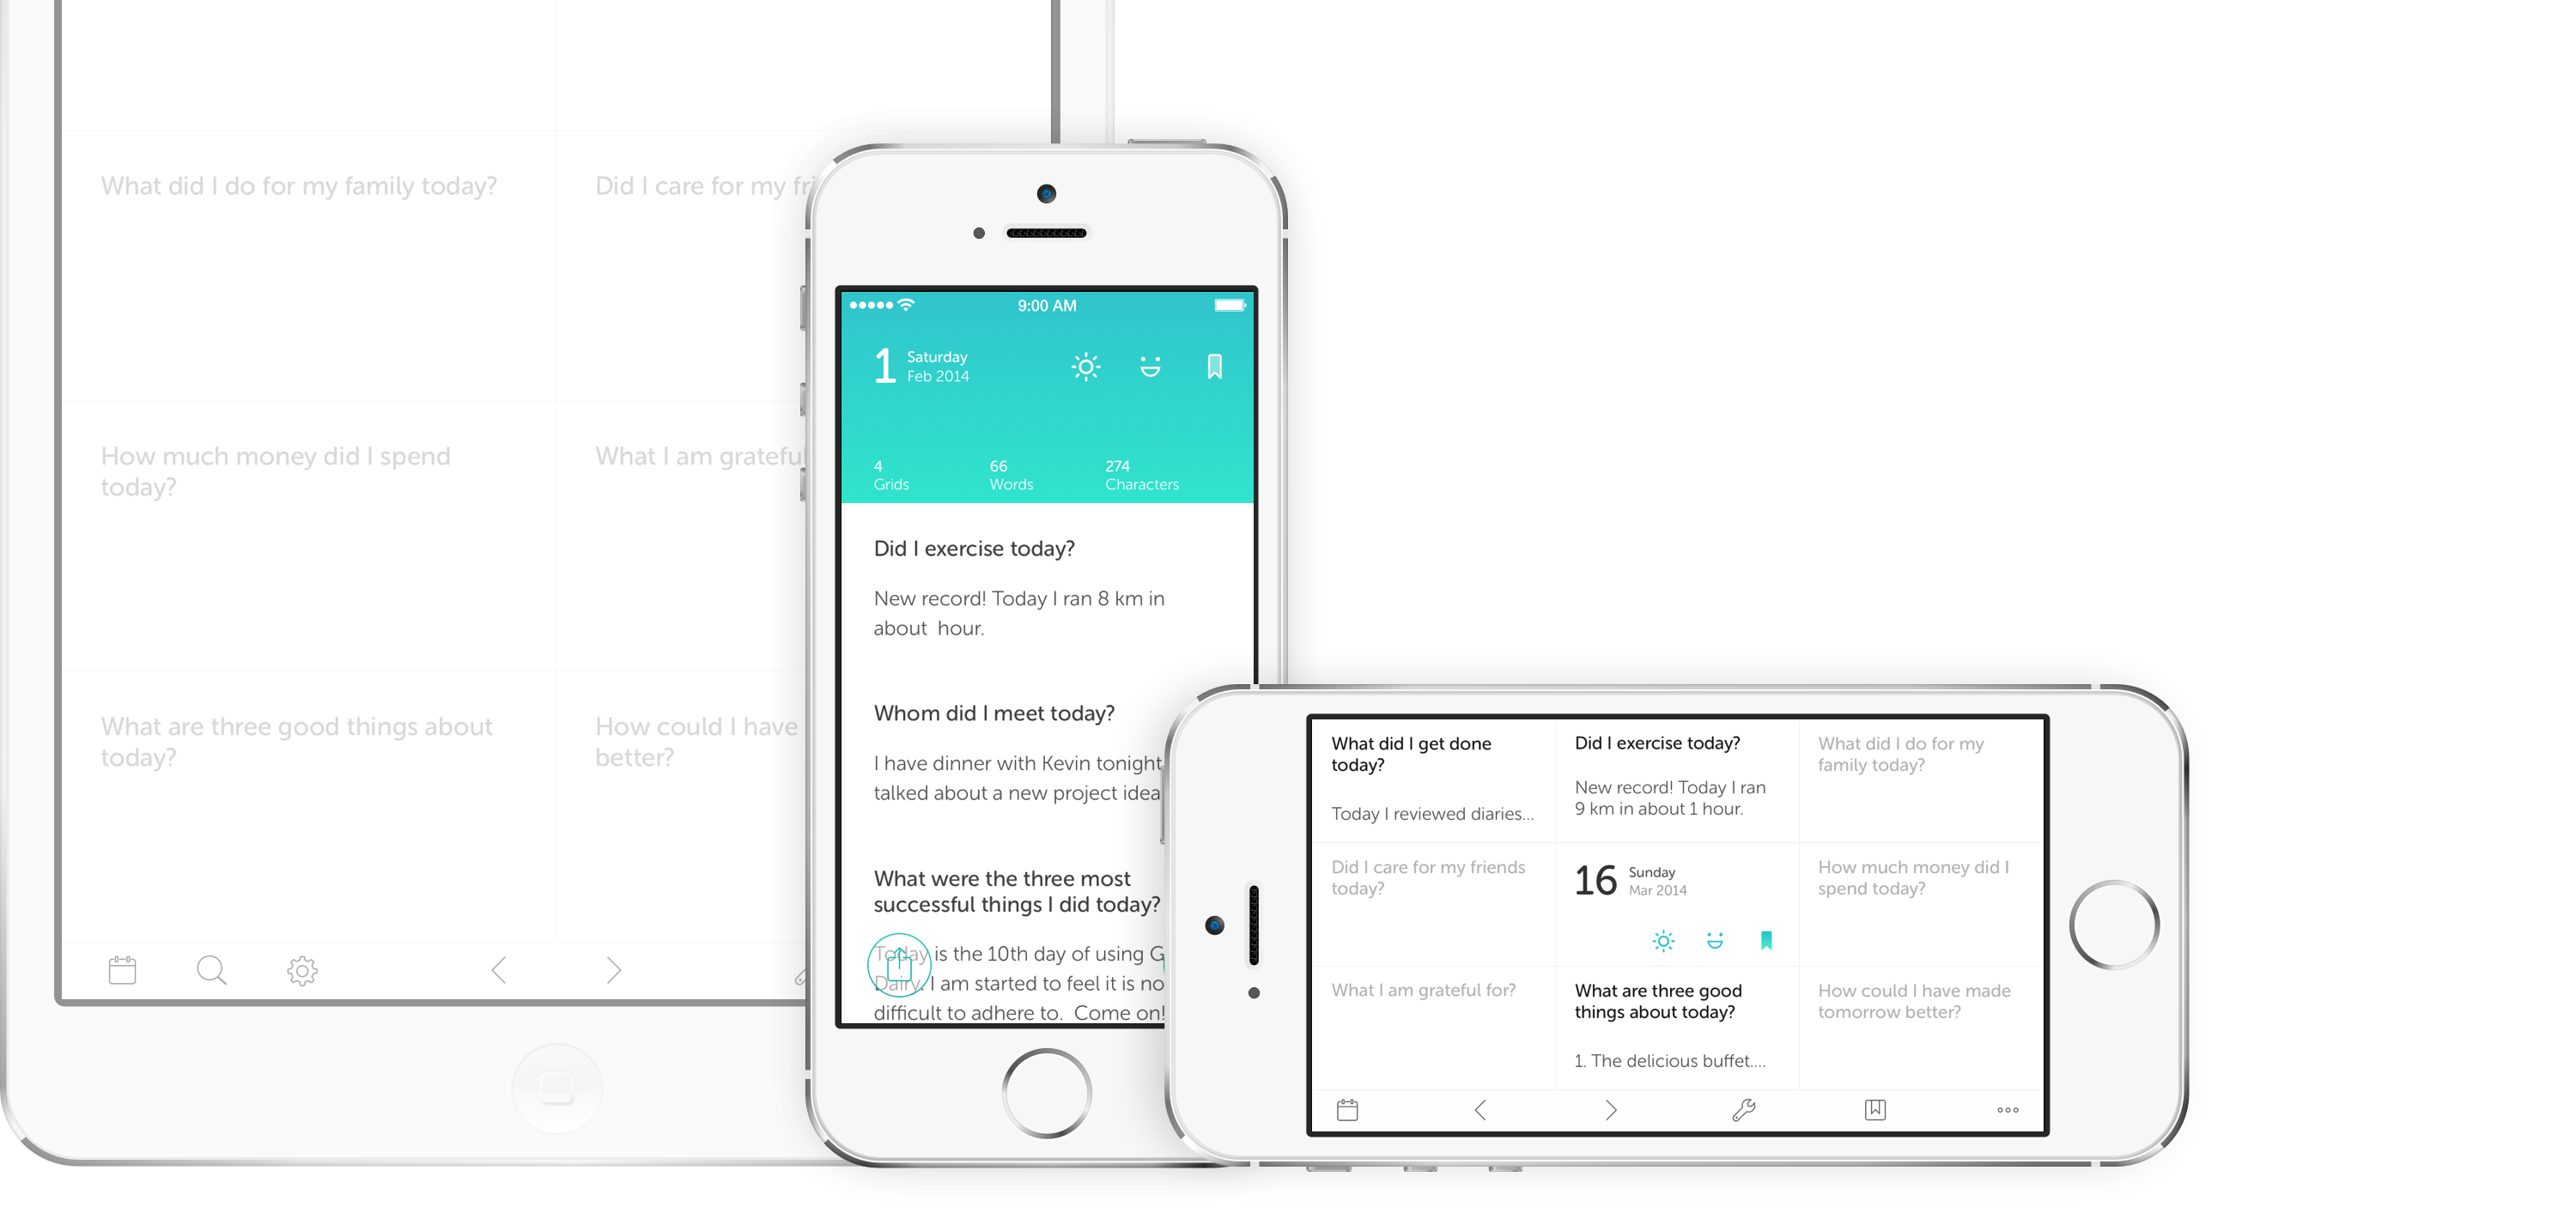 What did I do for my family today?
Did I care for my
How much money did I spend
today?
What I am grateful
What are three good things about
today?
How could I have
better?
9:00 AM
1
Saturday
Feb 2014
4
Grids
66
Words
274
Characters
Did I exercise today?
New record! Today I ran 8 km in
about hour.
Whom did I meet today?
I have dinner with Kevin tonight
talked about a new project idea
What were the three most
successful things I did today?
Today is the 10th day of using G
Dairy. I am started to feel it is no
difficult to adhere to. Come on!
What did I get done
today?
Today I reviewed diaries...
Did I exercise today?
New record! Today I ran
9 km in about 1 hour.
What did I do for my
family today?
Did I care for my friends
today?
16
Sunday
Mar 2014
How much money did I
spend today?
What I am grateful for?
What are three good
things about today?
1. The delicious buffet....
How could I have made
tomorrow better?